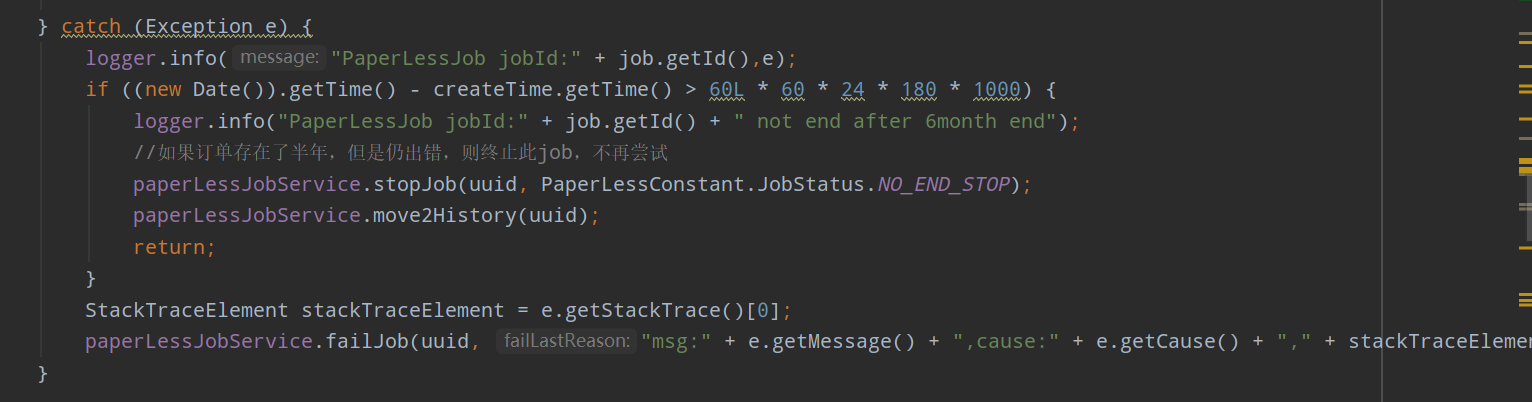 } catch (Exception e) {
logger.info( message: "PaperLessJob jobId:" + job.getId(),e);
if ((new Date()).getTime() - createTime.getTime() > 60L * 60 * 24 * 180 * 1000) {
logger.info("PaperLessJob jobId:" + job.getId() + " not end after 6month end");
//如果订单存在了半年，但是仍出错，则终止此job，不再尝试
paperLessJobService.stopJob(uuid, PaperLessConstant.JobStatus.NO_END_STOP);
paperLessJobService.move2History(uuid);
return;
}
StackTraceElement stackTraceElement = e.getStackTrace()[0];
paperLessJobService.failJob(uuid, failLastReason: "msg:" + e.getMessage() + ",cause:" + e.getCause() + "," + stackTraceEleme
}